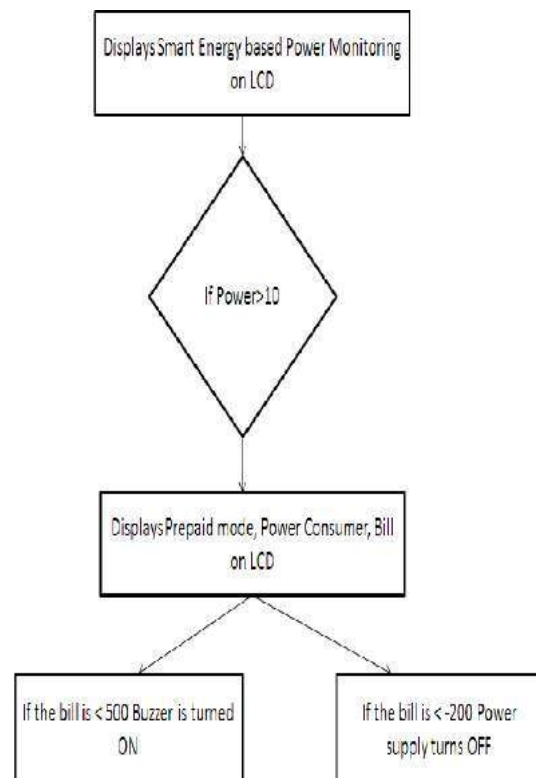 Displays Smart Energy based Power Monitoring
on LCD
If Power>10
Displays Prepaid mode, Power Consumer, Bill
on LCD
If the bill is < 500 Buzzer is turned
ON
If the bill is < -200 Power
supply turns OFF